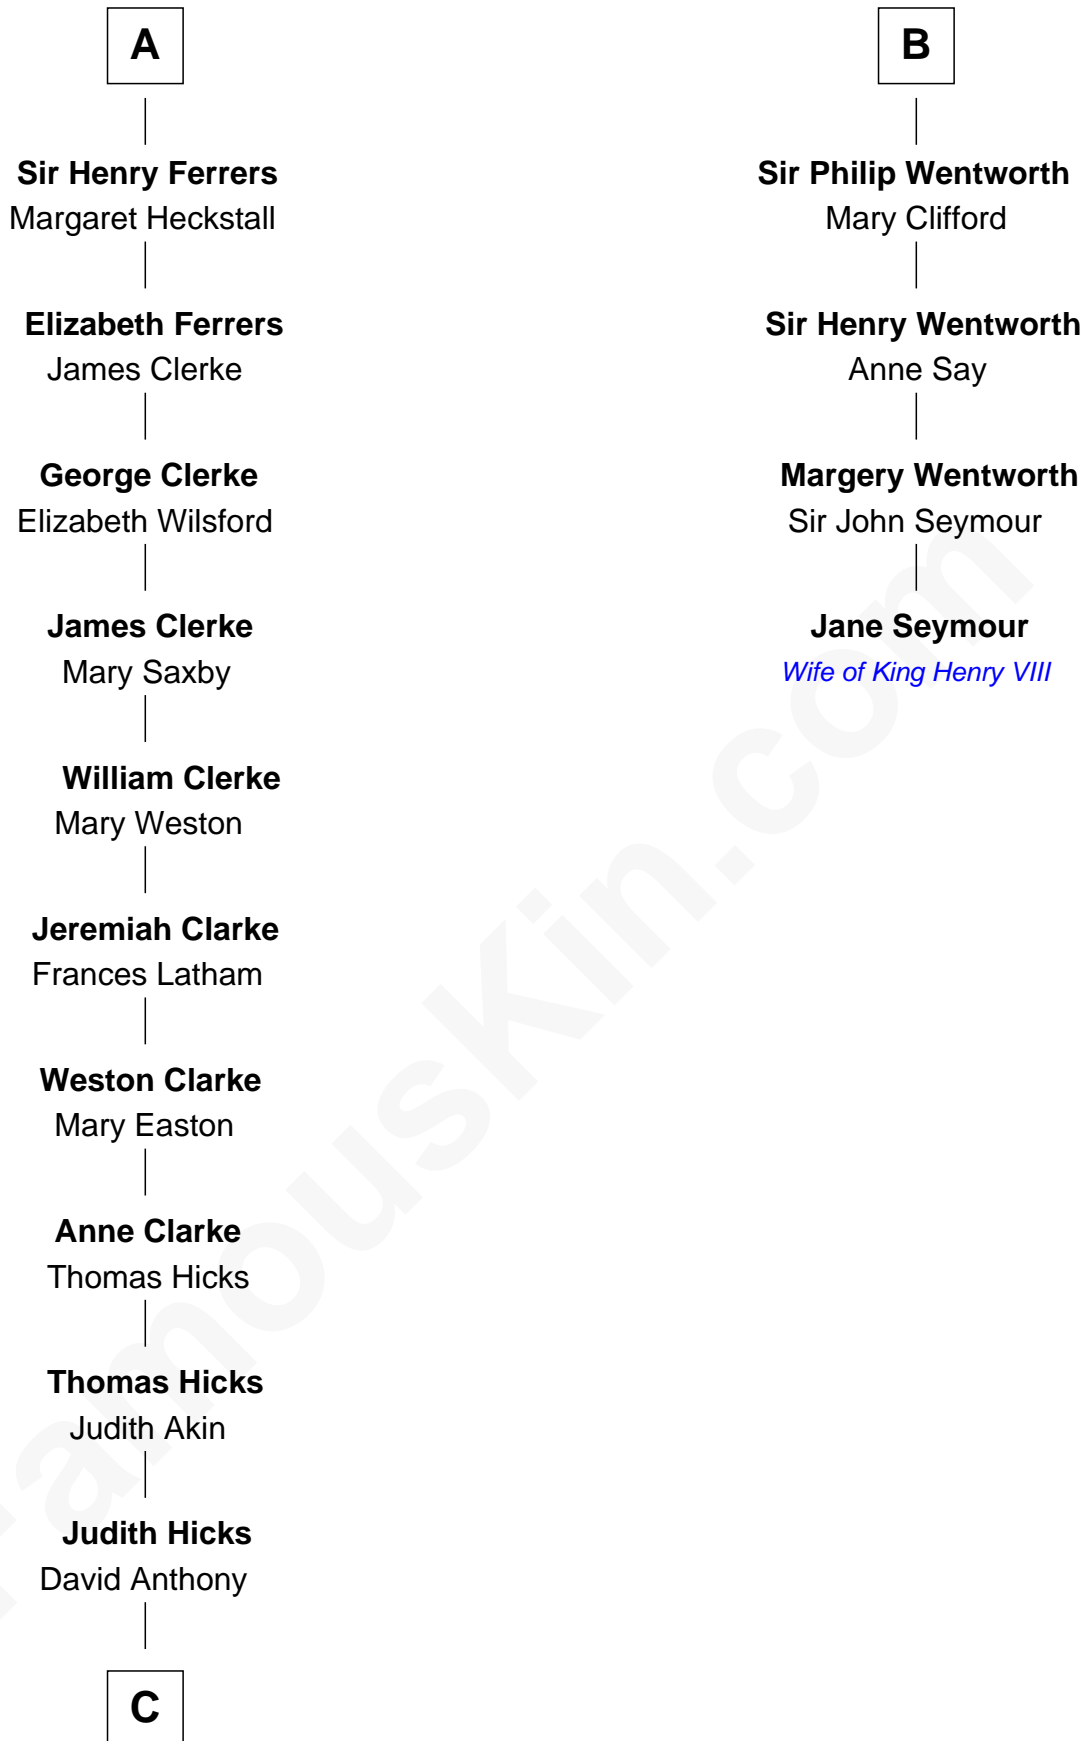 A
Sir Henry Ferrers
Margaret Heckstall
Elizabeth Ferrers
James Clerke
George Clerke
Elizabeth Wilsford
James Clerke
Mary Saxby
William Clerke
Mary Weston
Jeremiah Clarke
Frances Latham
Weston Clarke
Mary Easton
Anne Clarke
Thomas Hicks
Thomas Hicks
Judith Akin
Judith Hicks
David Anthony
C
B
Sir Philip Wentworth
Mary Clifford
Sir Henry Wentworth
Anne Say
Margery Wentworth
Sir John Seymour
Jane Seymour
Wife of King Henry VIII
FamousKin.com